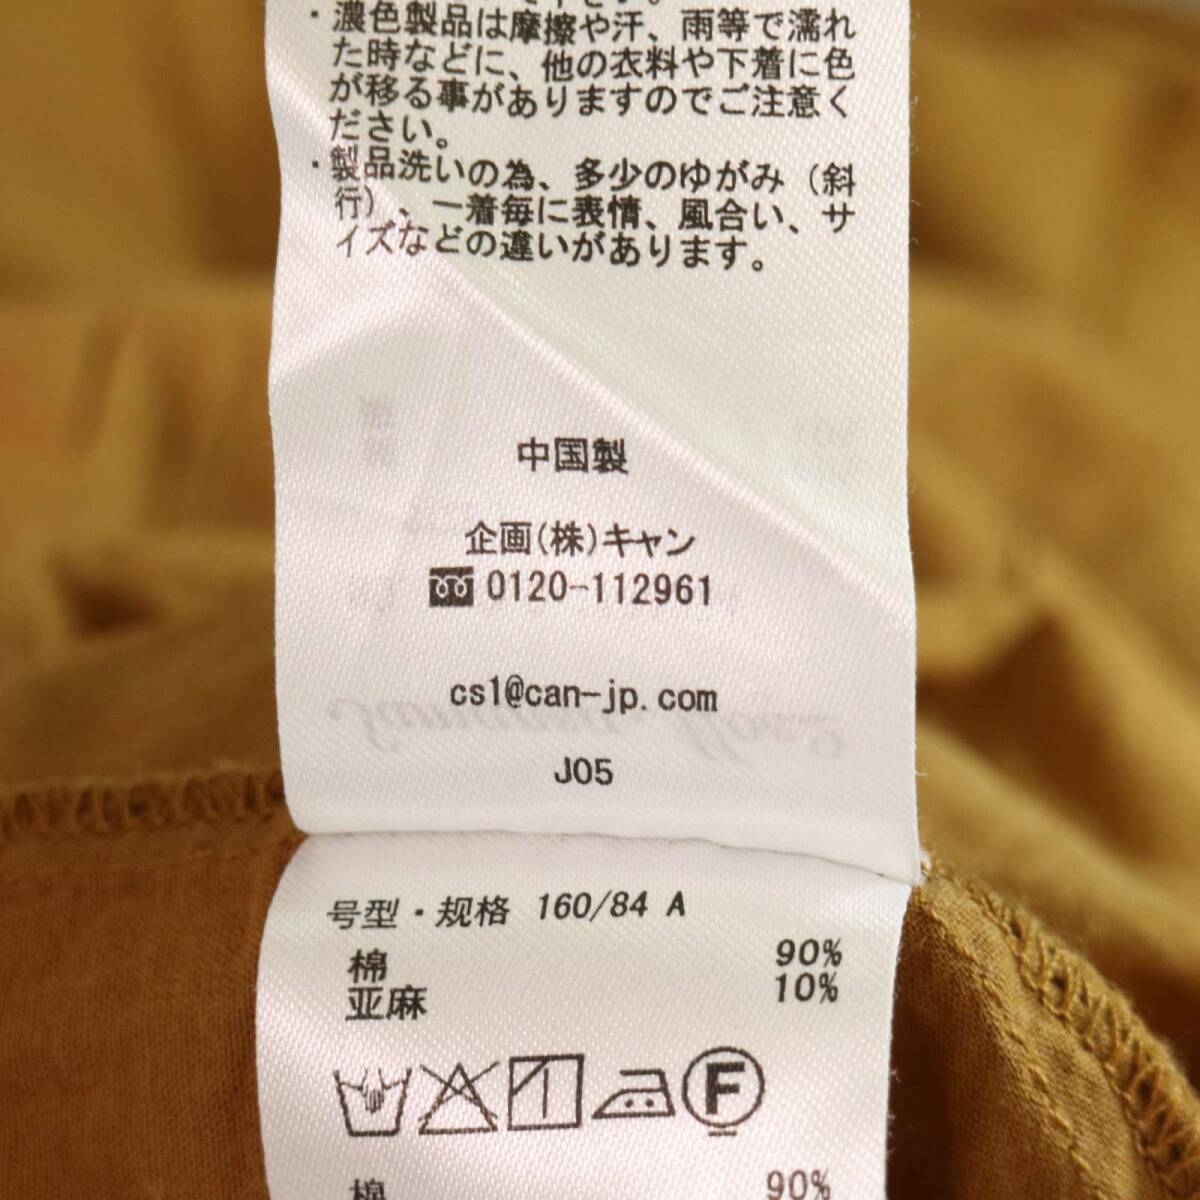 ・濃色製品は摩擦や汗、雨等で濡れ
た時などに、他の衣料や下着に色
が移る事がありますのでご注意く
ださい。
・製品洗いの為、多少のゆがみ（斜
行）、一着毎に表情、風合い、サ
イズなどの違いがあります。
中国製
企画(株)キャン
0120-112961
cs1@can-jp.com
J05
号型・规格 160/84 A
棉 90%
亚麻 10%
F
棉 90%